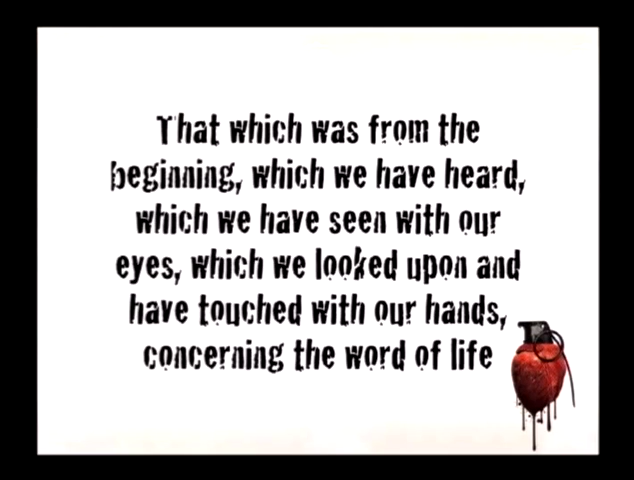 That which was from the
beginning, which we have heard,
which we have seen with our
eyes, which we looked upon and
have touched with our hands,
concerning the word of life